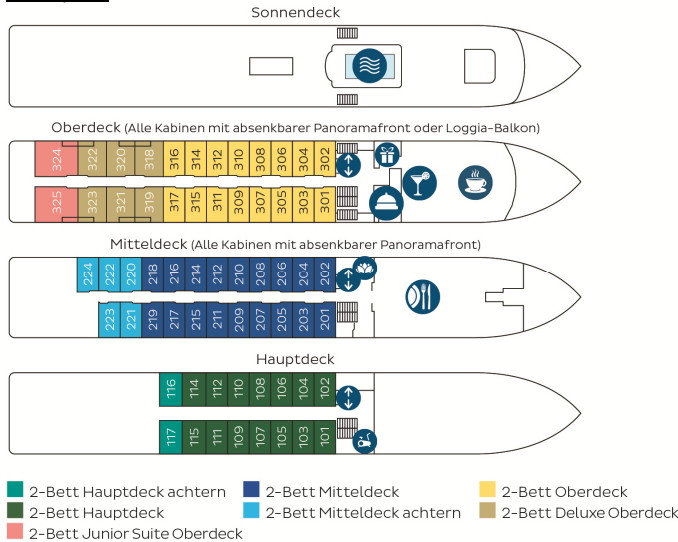 Sonnendeck
Oberdeck (Alle Kabinen mit absenkbarer Panoramafront oder Loggia-Balkon)
324 322 320 318 316 314 312 310 308 306 304 302
325 323 321 319 317 315 311 309 307 305 303 301
Mitteldeck (Alle Kabinen mit absenkbarer Panoramafront)
224 222 220 218 216 214 212 210 208 206 204 202
223 221 219 217 215 211 209 207 205 203 201
Hauptdeck
116 114 112 110 108 106 104 102
117 115 111 109 107 105 103 101
2-Bett Hauptdeck achtern 2-Bett Mitteldeck 2-Bett Oberdeck
2-Bett Hauptdeck 2-Bett Mitteldeck achtern 2-Bett Deluxe Oberdeck
2-Bett Junior Suite Oberdeck